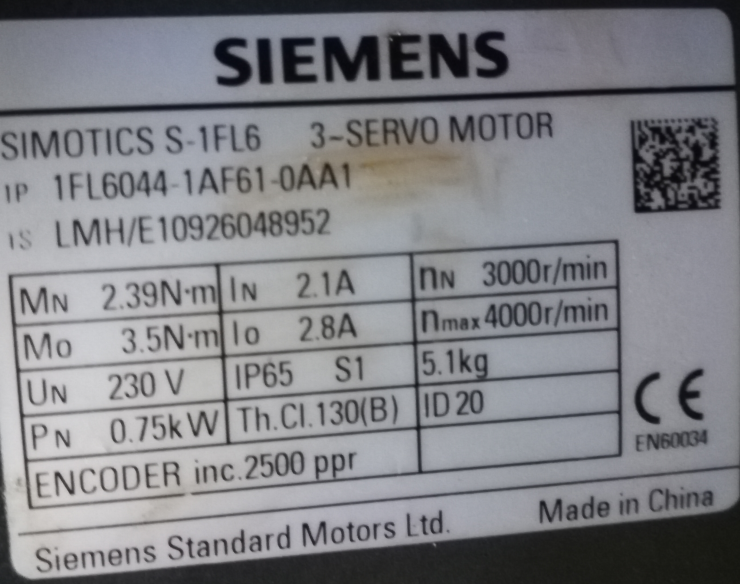 SIEMENS
SIMOTICS S-1FL6 3~SERVO MOTOR
1P 1FL6044-1AF61-0AA1
1S LMH/E10926048952
MN 2.39N·m IN 2.1A nN 3000r/min
Mo 3.5N·m Io 2.8A nmax 4000r/min
UN 230 V IP65 S1 5.1kg
PN 0.75kW Th.Cl.130(B) ID 20
ENCODER inc.2500 ppr
CE
EN60034
Siemens Standard Motors Ltd. Made in China